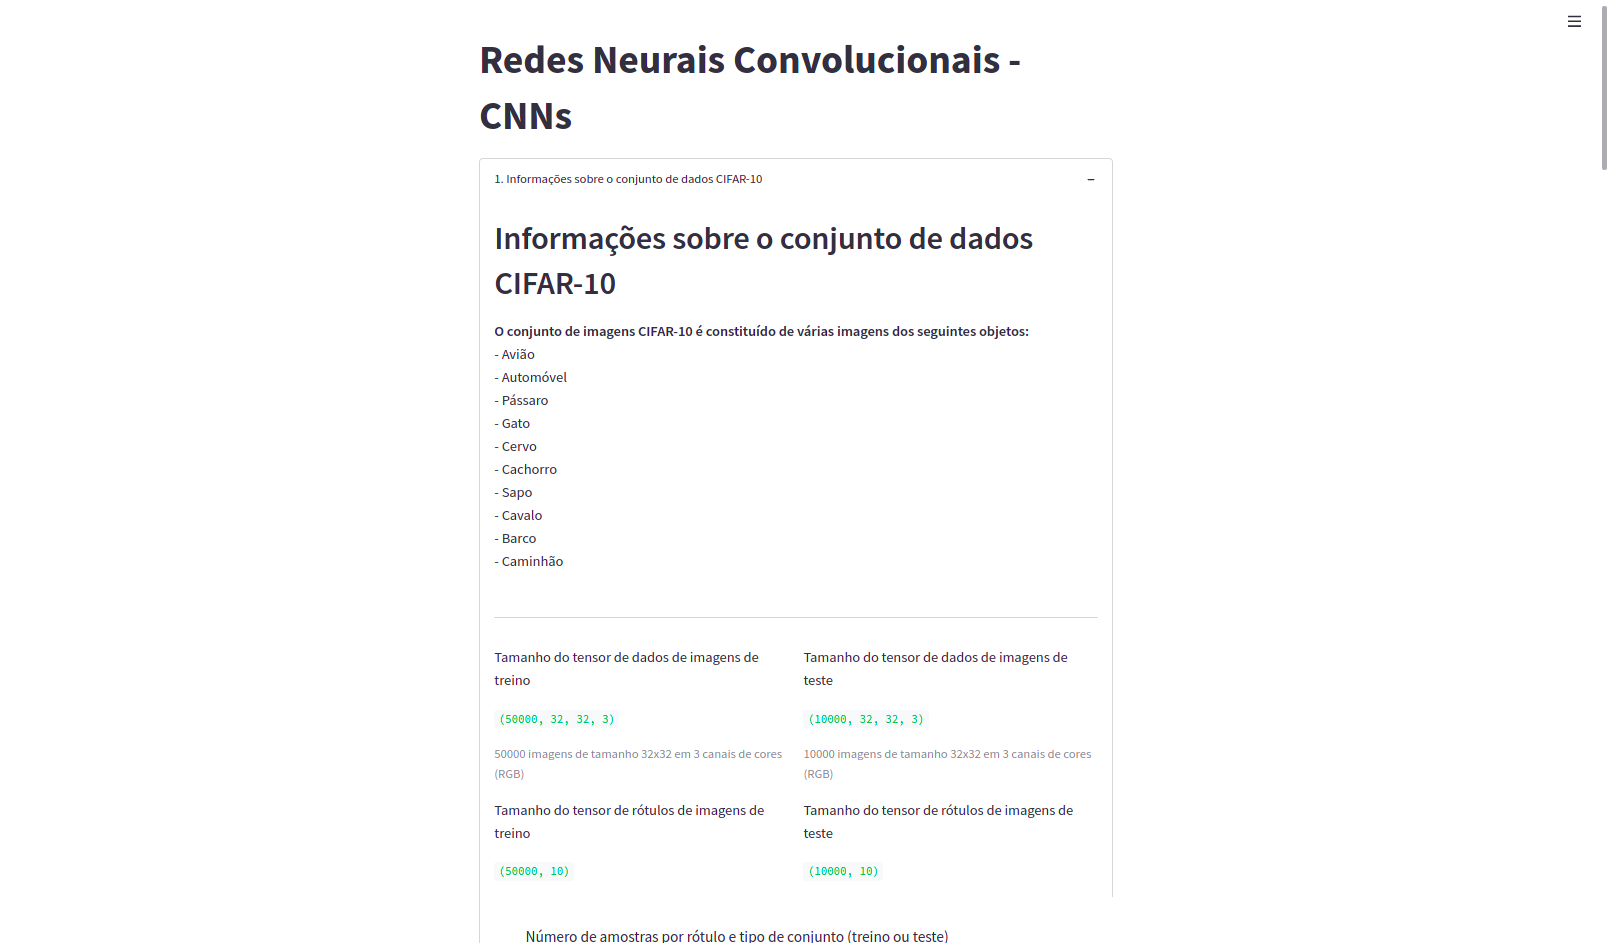 Redes Neurais Convolucionais -
CNNs
1. Informações sobre o conjunto de dados CIFAR-10
Informações sobre o conjunto de dados
CIFAR-10
O conjunto de imagens CIFAR-10 é constituído de várias imagens dos seguintes objetos:
- Avião
- Automóvel
- Pássaro
- Gato
- Cervo
- Cachorro
- Sapo
- Cavalo
- Barco
- Caminhão
Tamanho do tensor de dados de imagens de
treino
(50000, 32, 32, 3)
50000 imagens de tamanho 32x32 em 3 canais de cores
(RGB)
Tamanho do tensor de rótulos de imagens de
treino
(50000, 10)
Tamanho do tensor de dados de imagens de
teste
(10000, 32, 32, 3)
10000 imagens de tamanho 32x32 em 3 canais de cores
(RGB)
Tamanho do tensor de rótulos de imagens de
teste
(10000, 10)
Número de amostras por rótulo e tipo de conjunto (treino ou teste)